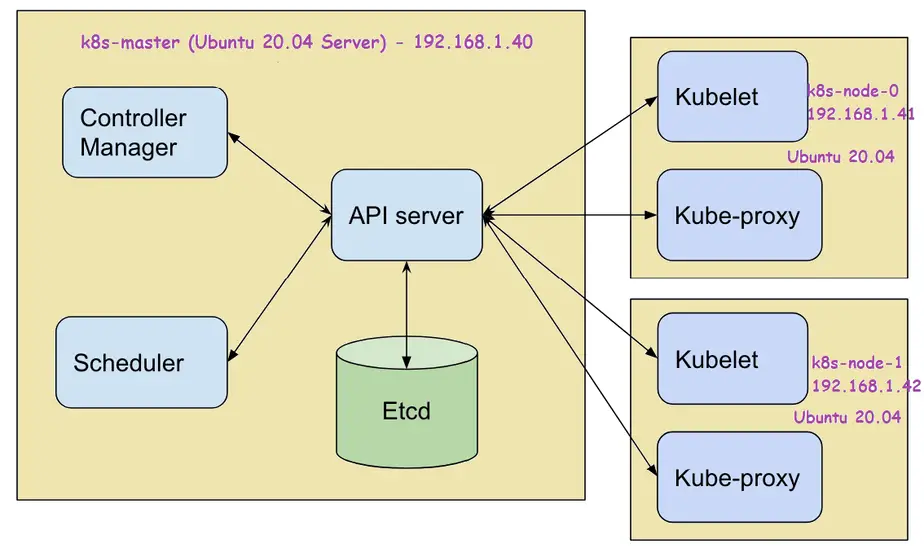 k8s-master (Ubuntu 20.04 Server) - 192.168.1.40
Controller
Manager
API server
Scheduler
Etcd
Kubelet
k8s-node-0
192.168.1.41
Ubuntu 20.04
Kube-proxy
Kubelet
k8s-node-1
192.168.1.42
Ubuntu 20.04
Kube-proxy